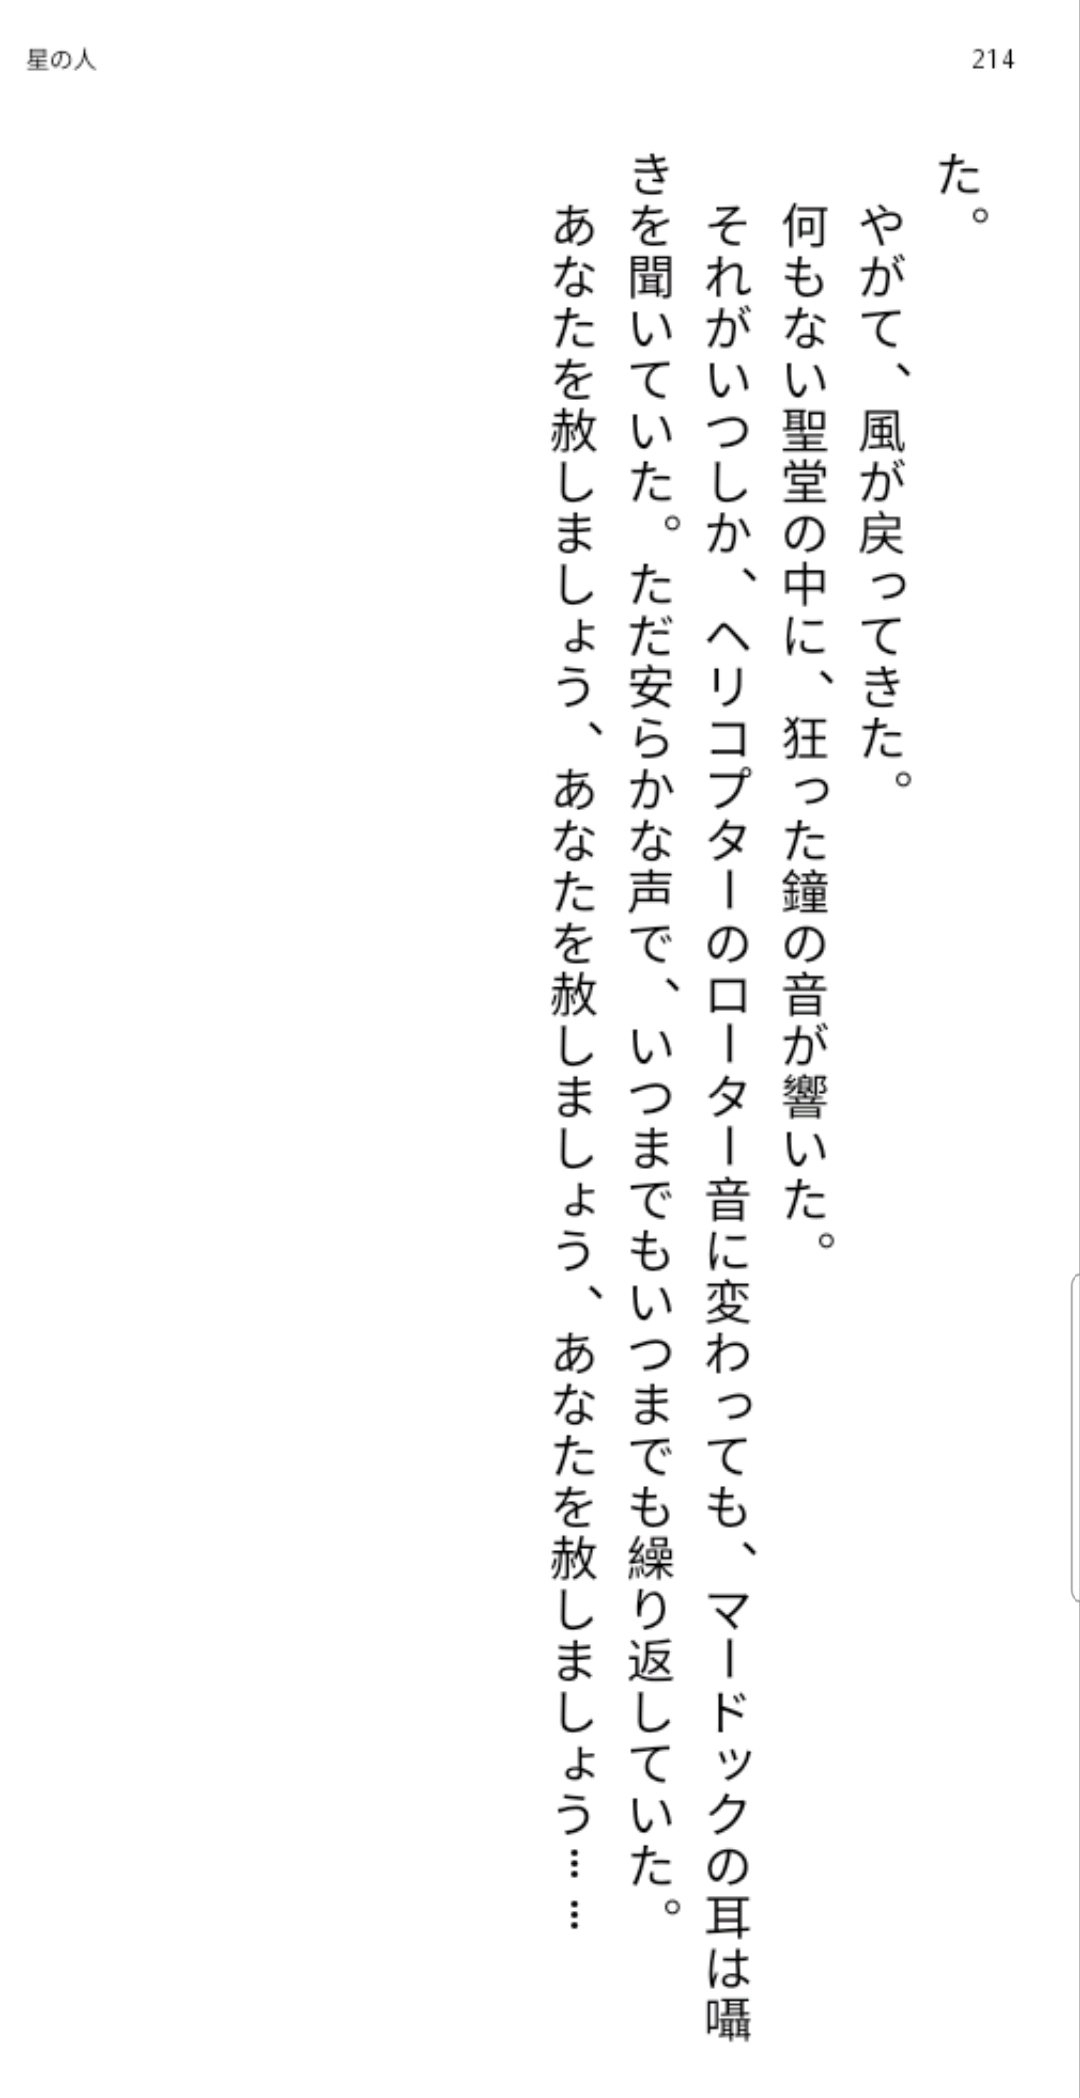 星の人
214
た。
やがて、風が戻ってきた。
何もない聖堂の中に、狂った鐘の音が響いた。
それがいつしか、ヘリコプターのローター音に変わっても、マードックの耳は囁
きを聞いていた。ただ安らかな声で、いつまでもいつまでも繰り返していた。
あなたを赦しましょう、あなたを赦しましょう、あなたを赦しましょう……